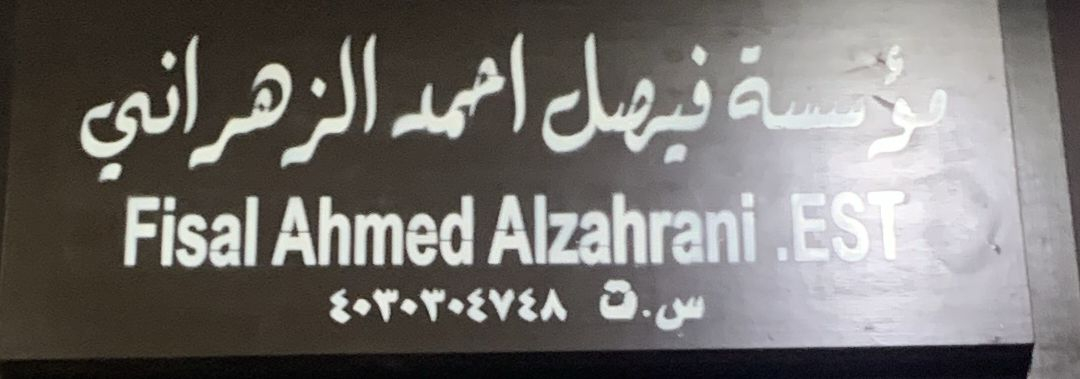 مؤسسة فيصل احمد الزهراني
Fisal Ahmed Alzahrani .EST
س.ت ٤٠٣٠٣٠٤٧٤٨